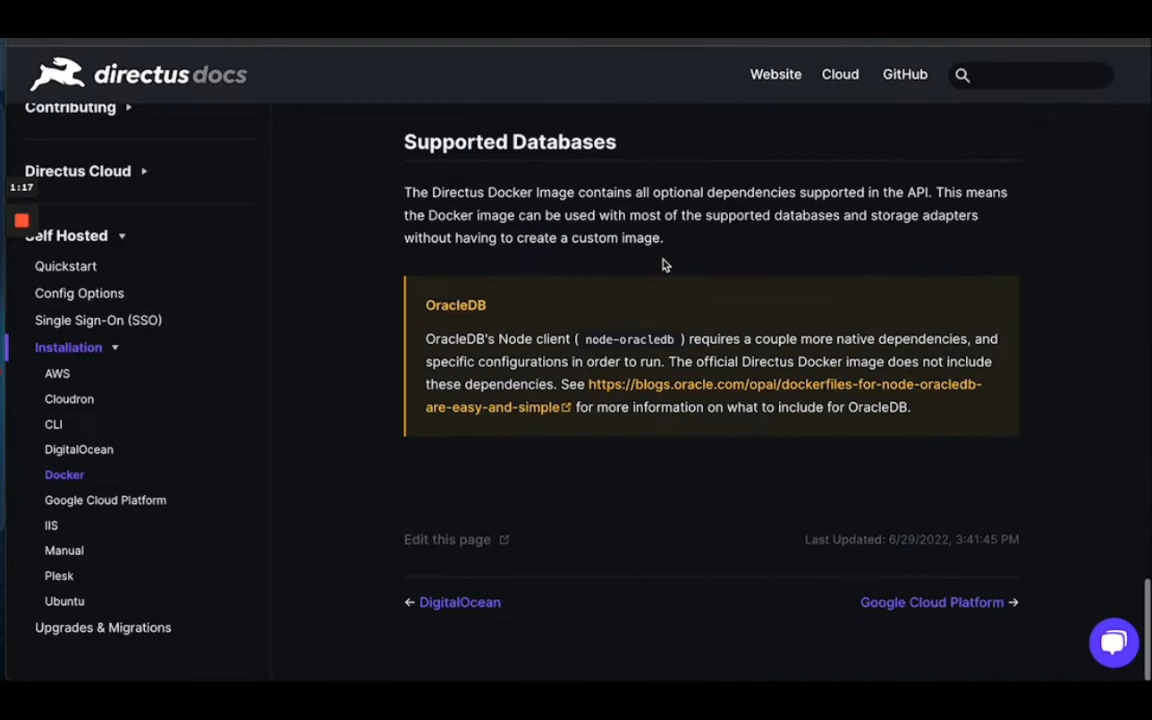 directus docs
Website Cloud GitHub
Contributing
Directus Cloud
1:17
elf Hosted
Quickstart
Config Options
Single Sign-On (SSO)
Installation
AWS
Cloudron
CLI
DigitalOcean
Docker
Google Cloud Platform
IIS
Manual
Plesk
Ubuntu
Upgrades & Migrations
Supported Databases
The Directus Docker Image contains all optional dependencies supported in the API. This means
the Docker image can be used with most of the supported databases and storage adapters
without having to create a custom image.
OracleDB
OracleDB's Node client ( node-oracledb ) requires a couple more native dependencies, and
specific configurations in order to run. The official Directus Docker image does not include
these dependencies. See https://blogs.oracle.com/opal/dockerfiles-for-node-oracledb-
are-easy-and-simple for more information on what to include for OracleDB.
Edit this page
Last Updated: 6/29/2022, 3:41:45 PM
← DigitalOcean
Google Cloud Platform →